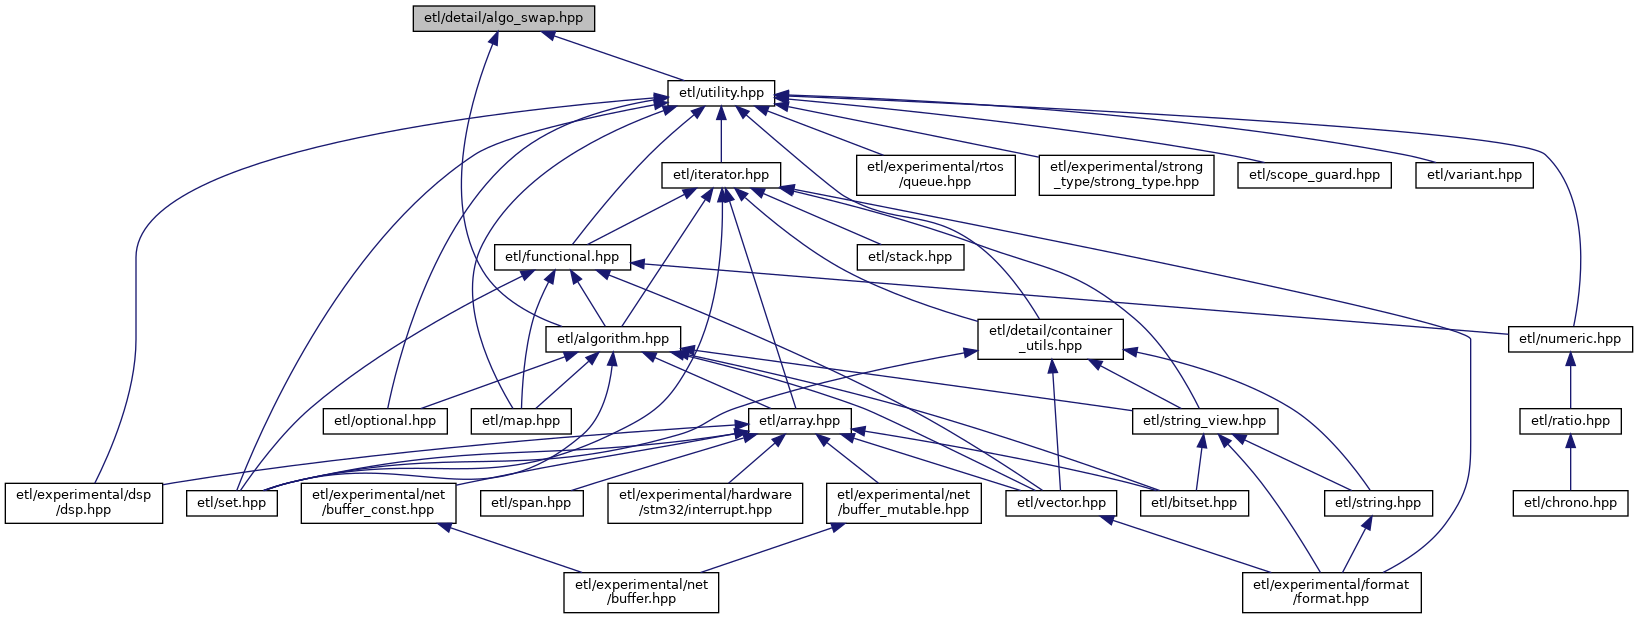 etl/detail/algo_swap.hpp
etl/utility.hpp
etl/iterator.hpp
etl/experimental/rtos
/queue.hpp
etl/experimental/strong
_type/strong_type.hpp
etl/scope_guard.hpp
etl/variant.hpp
etl/functional.hpp
etl/stack.hpp
etl/algorithm.hpp
etl/detail/container
_utils.hpp
etl/numeric.hpp
etl/optional.hpp
etl/map.hpp
etl/array.hpp
etl/string_view.hpp
etl/ratio.hpp
etl/experimental/dsp
/dsp.hpp
etl/set.hpp
etl/experimental/net
/buffer_const.hpp
etl/span.hpp
etl/experimental/hardware
/stm32/interrupt.hpp
etl/experimental/net
/buffer_mutable.hpp
etl/vector.hpp
etl/bitset.hpp
etl/string.hpp
etl/chrono.hpp
etl/experimental/net
/buffer.hpp
etl/experimental/format
/format.hpp